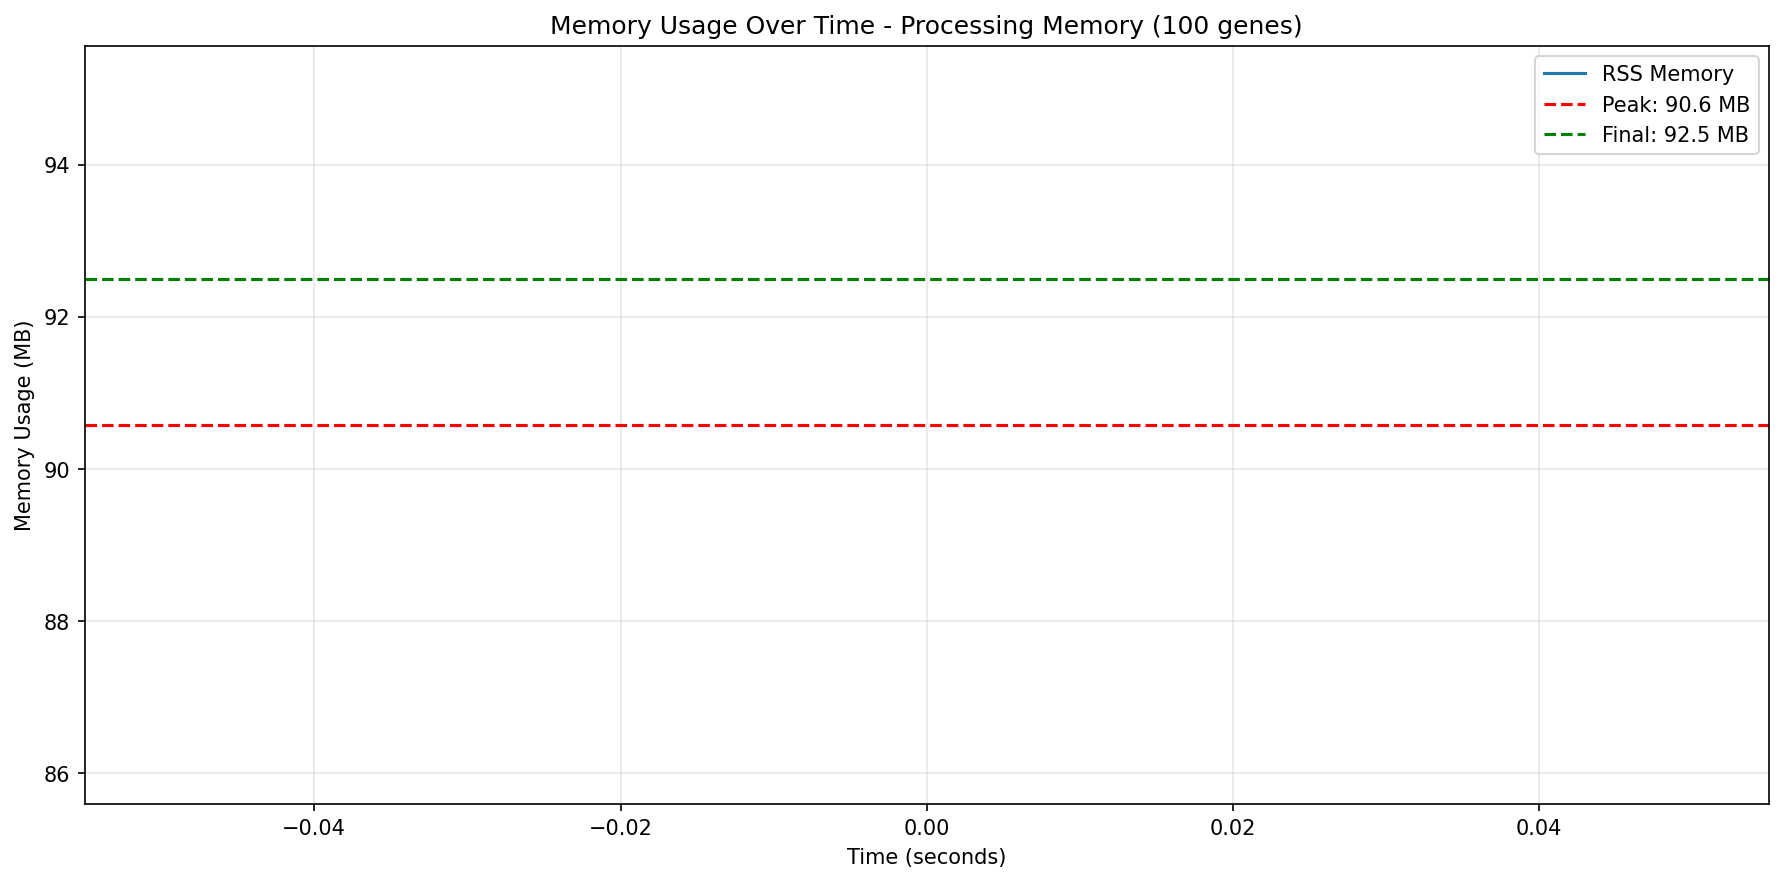 Memory Usage Over Time - Processing Memory (100 genes)
RSS Memory
Peak: 90.6 MB
Final: 92.5 MB
Memory Usage (MB)
94
92
90
88
86
−0.04
−0.02
0.00
0.02
0.04
Time (seconds)